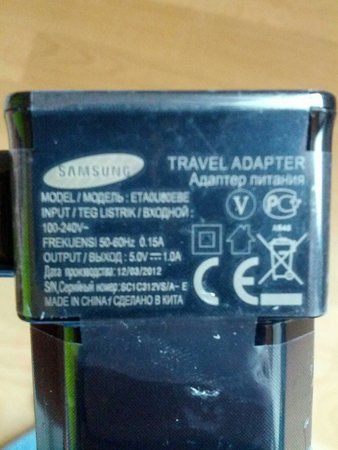 SAMSUNG
TRAVEL ADAPTER
Адаптер питания
MODEL / МОДЕЛЬ : ETA0U80EBE
INPUT / TEG LISTRIK / ВХОДНОЙ :
100-240V~
FREKUENSI 50-60Hz 0.15A
OUTPUT / ВЫХОД : 5.0V 1.0A
Дата производства: 12/03/2012
S/N,Серийный номер: SC1C312VS/A- E
MADE IN CHINA/ СДЕЛАНО В КИТА
V
PC
CE